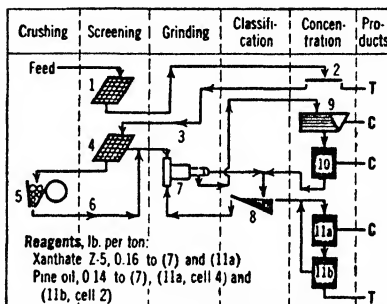 Crushing Screening Grinding Classifi- Concen- Pro-
cation tration ducts
Feed
1
2
T
3
9
C
4
10
C
5
6
7
8
11a
C
11b
T
Reagents, lb. per ton:
Xanthate Z-5, 0.16 to (7) and (11a)
Pine oil, 0 14 to (7), (11a, cell 4) and
(11b, cell 2)